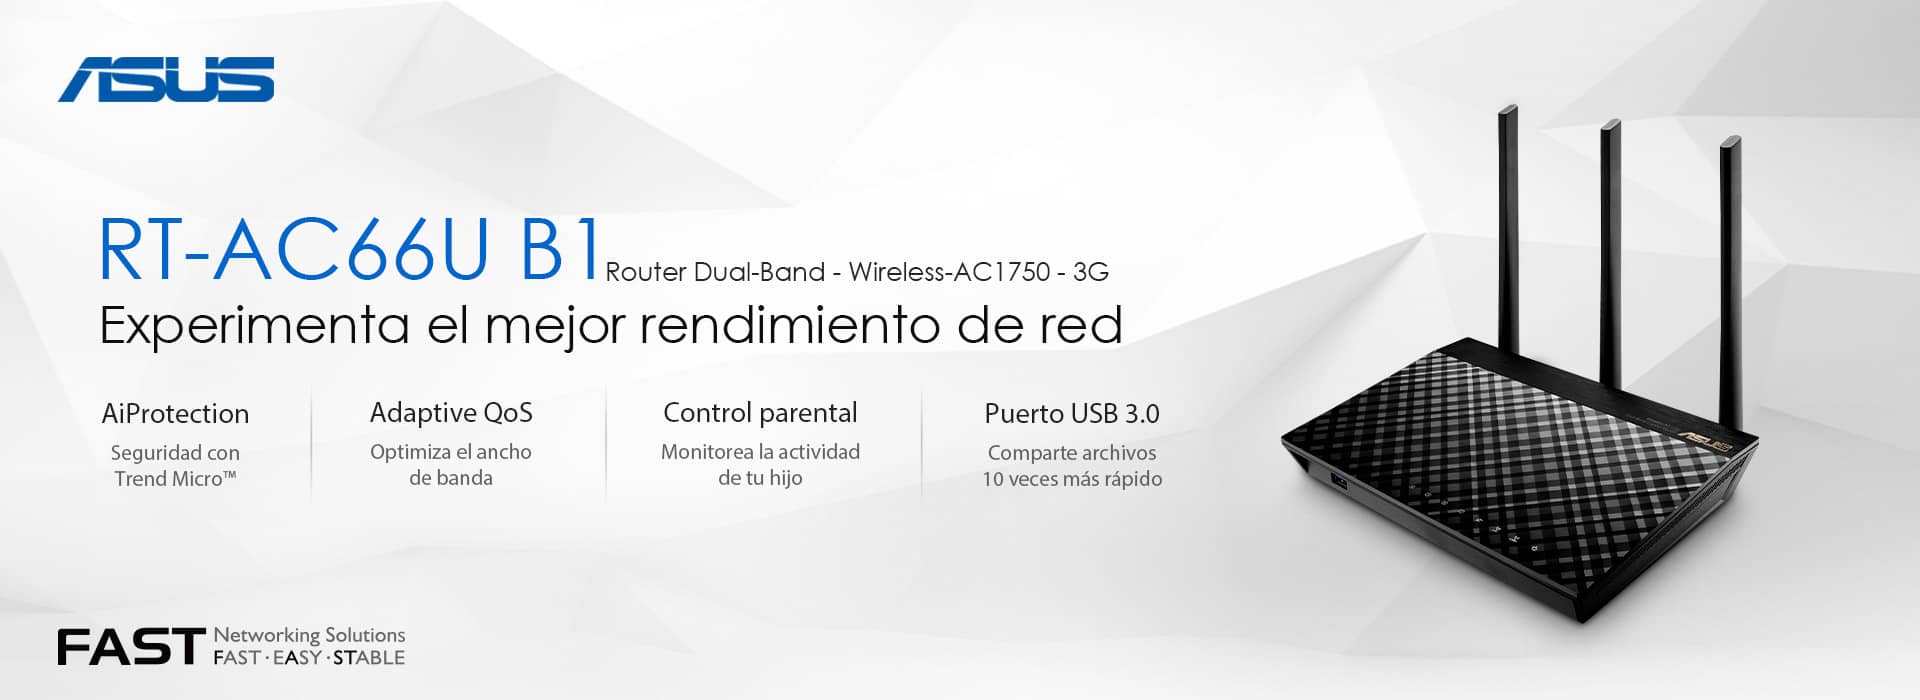 ASUS
RT-AC66U B1 Router Dual-Band - Wireless-AC1750 - 3G
Experimenta el mejor rendimiento de red
AiProtection
Seguridad con
Trend Micro™
Adaptive QoS
Optimiza el ancho
de banda
Control parental
Monitorea la actividad
de tu hijo
Puerto USB 3.0
Comparte archivos
10 veces más rápido
ASUS
FAST Networking Solutions
FAST · EASY · STABLE